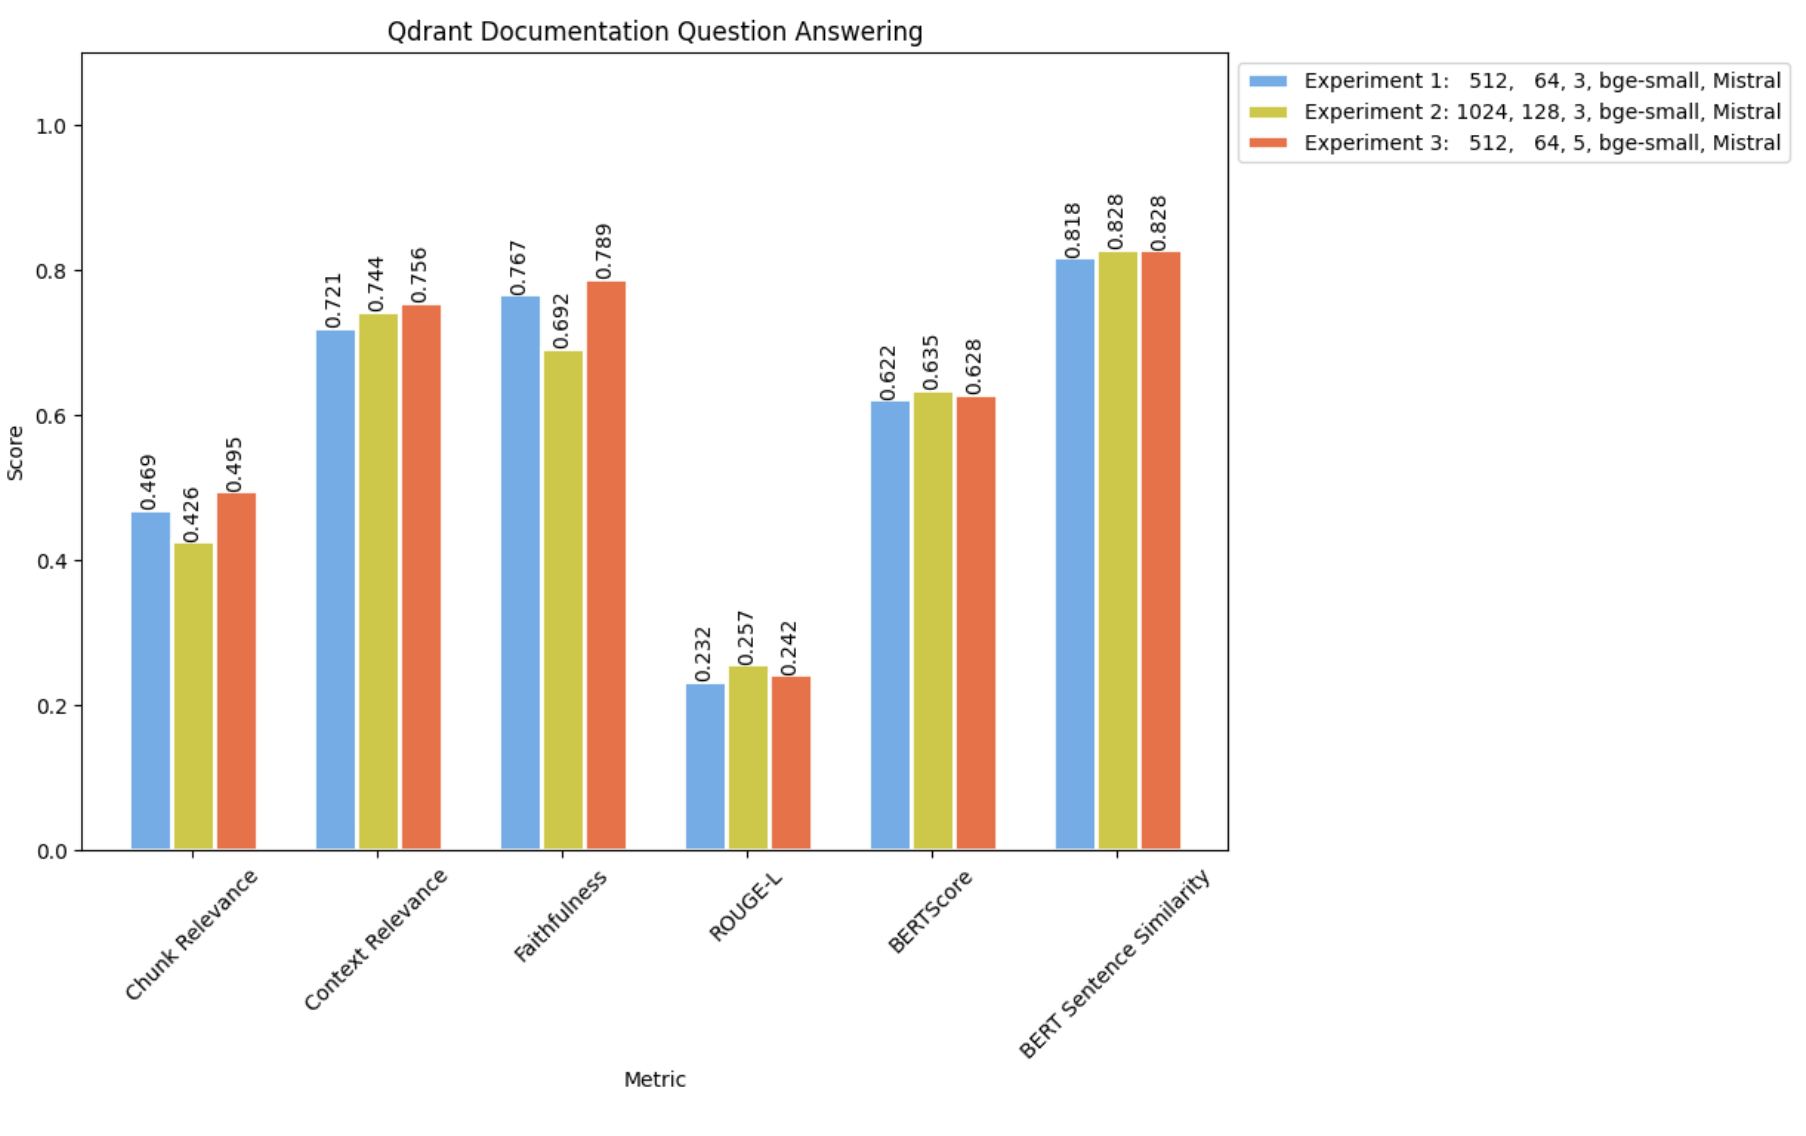 Qdrant Documentation Question Answering
Experiment 1: 512, 64, 3, bge-small, Mistral
Experiment 2: 1024, 128, 3, bge-small, Mistral
Experiment 3: 512, 64, 5, bge-small, Mistral
Score
1.0
0.8
0.6
0.4
0.2
0.0
0.469
0.426
0.495
0.721
0.744
0.756
0.767
0.692
0.789
0.232
0.257
0.242
0.622
0.635
0.628
0.818
0.828
0.828
Chunk Relevance
Context Relevance
Faithfulness
ROUGE-L
BERTScore
BERT Sentence Similarity
Metric